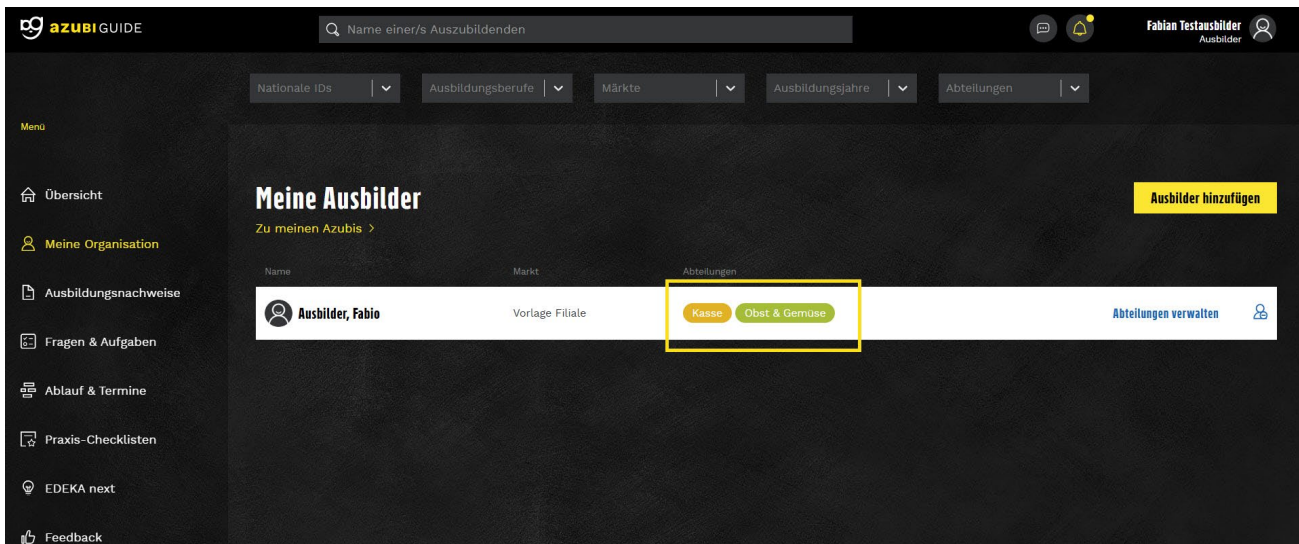 azubiGUIDE
Name einer/s Auszubildenden
Fabian Testausbilder
Ausbilder
Nationale IDs
Ausbildungsberufe
Märkte
Ausbildungsjahre
Abteilungen
Menü
Übersicht
Meine Organisation
Ausbildungsnachweise
Fragen & Aufgaben
Ablauf & Termine
Praxis-Checklisten
EDEKA next
Feedback
Meine Ausbilder
Zu meinen Azubis >
Ausbilder hinzufügen
Name Markt Abteilungen
Ausbilder, Fabio Vorlage Filiale Kasse Obst & Gemüse Abteilungen verwalten